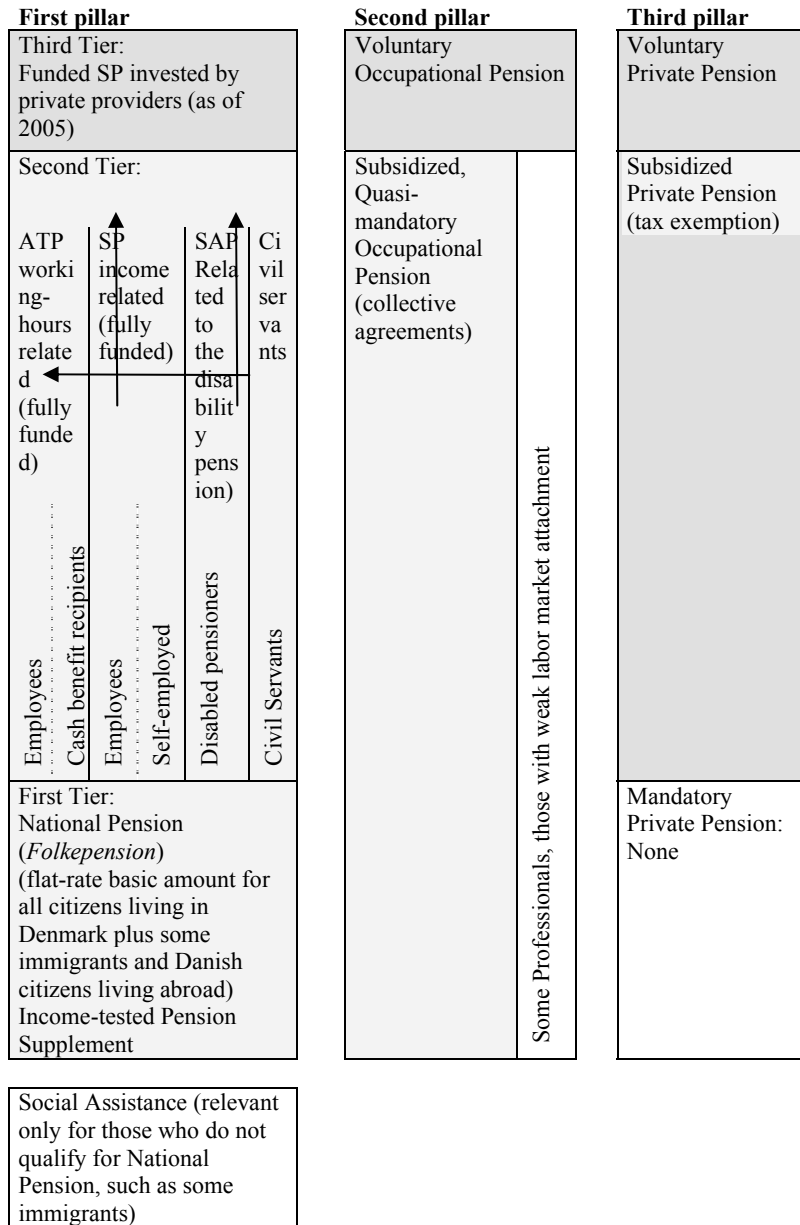 First pillar
Third Tier:
Funded SP invested by
private providers (as of
2005)
Second Tier:
ATP
worki
ng-
hours
relate
d
(fully
funde
d)
SP
income
related
(fully
funded)
SAP
Rela
ted
to
the
disa
bilit
y
pens
ion)
Ci
vil
ser
va
nts
Employees
Cash benefit recipients
Employees
Self-employed
Disabled pensioners
Civil Servants
First Tier:
National Pension
(Folkepension)
(flat-rate basic amount for
all citizens living in
Denmark plus some
immigrants and Danish
citizens living abroad)
Income-tested Pension
Supplement
Social Assistance (relevant
only for those who do not
qualify for National
Pension, such as some
immigrants)
Second pillar
Voluntary
Occupational Pension
Subsidized,
Quasi-
mandatory
Occupational
Pension
(collective
agreements)
Some Professionals, those with weak labor market attachment
Third pillar
Voluntary
Private Pension
Subsidized
Private Pension
(tax exemption)
Mandatory
Private Pension:
None